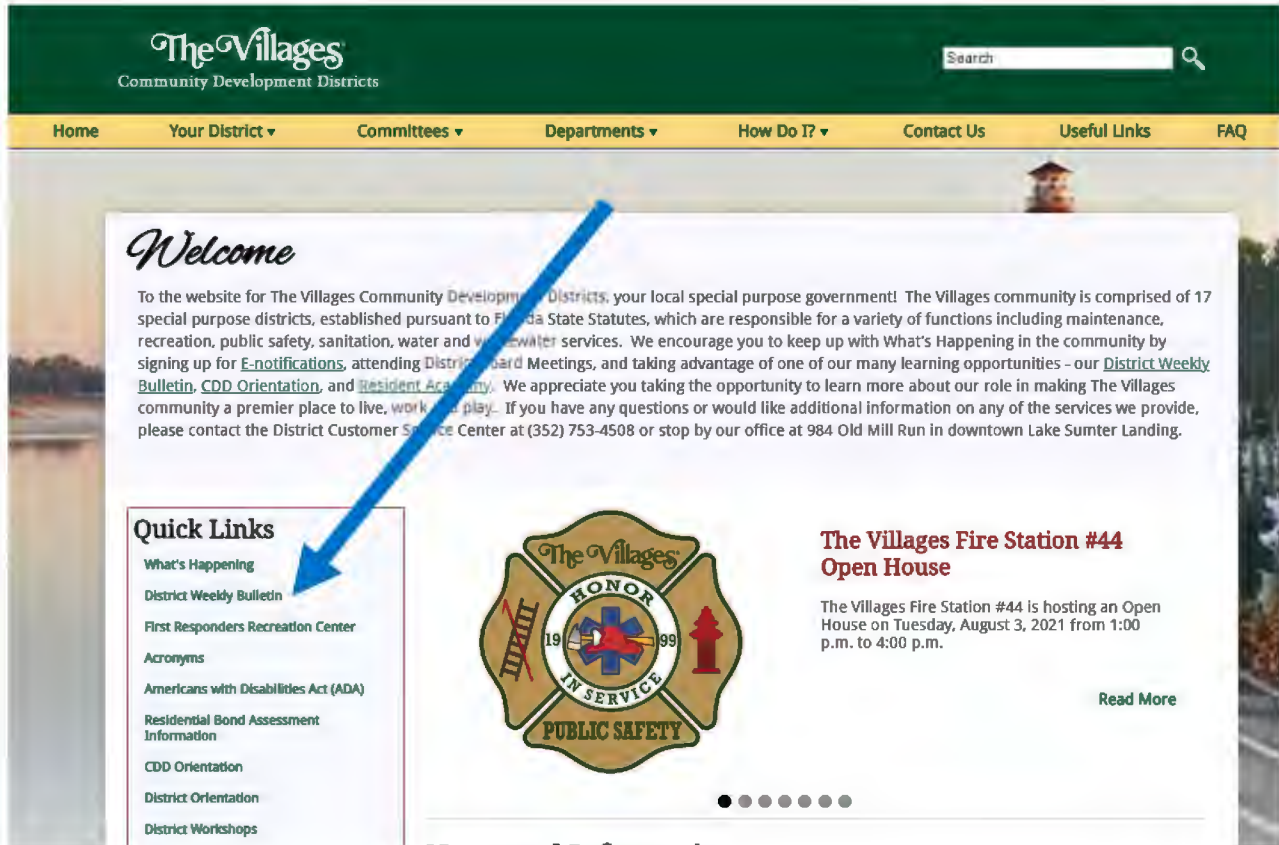 The Villages
Community Development Districts
Search
Home Your District ▾ Committees ▾ Departments ▾ How Do I? ▾ Contact Us Useful Links FAQ
Welcome
To the website for The Villages Community Development Districts, your local special purpose government! The Villages community is comprised of 17
special purpose districts, established pursuant to Florida State Statutes, which are responsible for a variety of functions including maintenance,
recreation, public safety, sanitation, water and wastewater services. We encourage you to keep up with What's Happening in the community by
signing up for E-notifications, attending District Board Meetings, and taking advantage of one of our many learning opportunities - our District Weekly
Bulletin, CDD Orientation, and Resident Academy. We appreciate you taking the opportunity to learn more about our role in making The Villages
community a premier place to live, work and play. If you have any questions or would like additional information on any of the services we provide,
please contact the District Customer Service Center at (352) 753-4508 or stop by our office at 984 Old Mill Run in downtown Lake Sumter Landing.
Quick Links
What's Happening
District Weekly Bulletin
First Responders Recreation Center
Acronyms
Americans with Disabilities Act (ADA)
Residential Bond Assessment
Information
CDD Orientation
District Orientation
District Workshops
The Villages
HONOR
19 99
IN SERVICE
PUBLIC SAFETY
The Villages Fire Station #44
Open House
The Villages Fire Station #44 is hosting an Open
House on Tuesday, August 3, 2021 from 1:00
p.m. to 4:00 p.m.
Read More